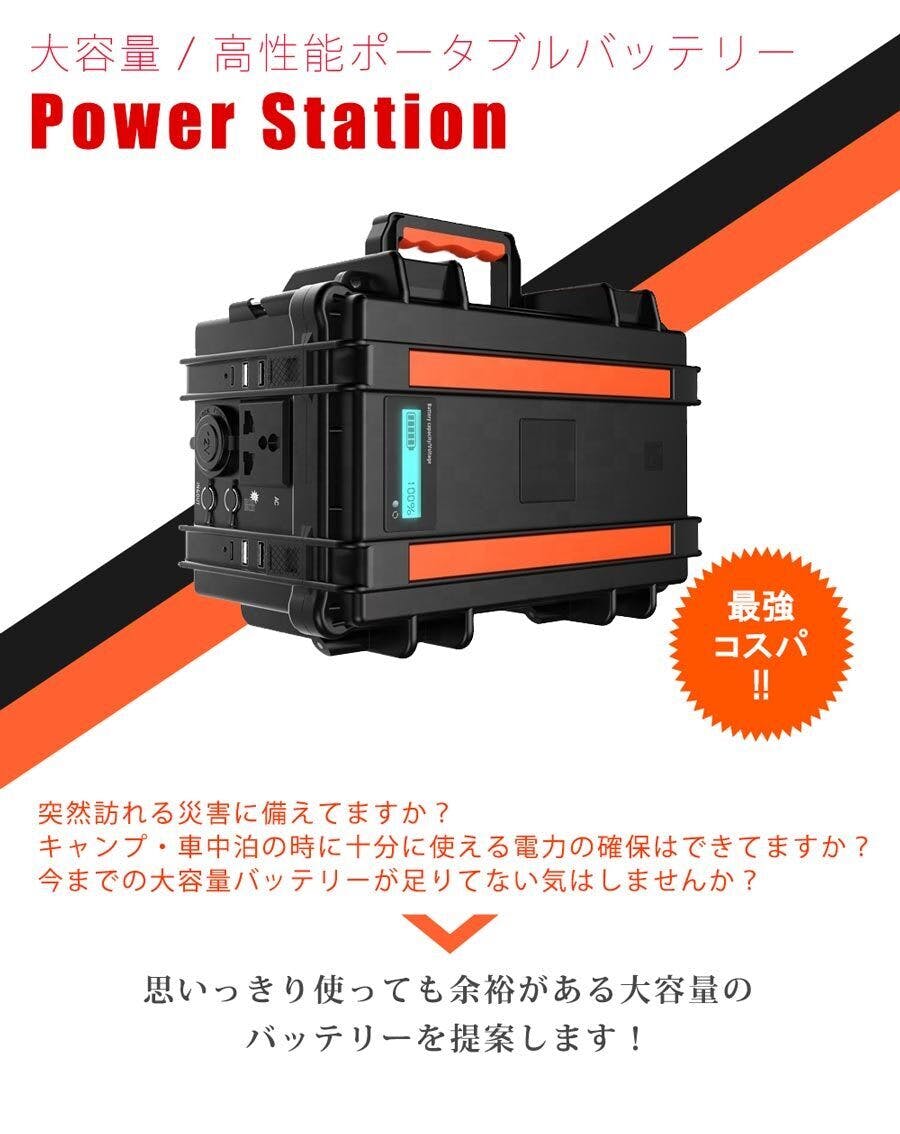 大容量 / 高性能ポータブルバッテリー
Power Station
Battery capacity/Voltage
100%
12V
AC
IN&OUT
最強
コスパ
!!
突然訪れる災害に備えてますか？
キャンプ・車中泊の時に十分に使える電力の確保はできてますか？
今までの大容量バッテリーが足りてない気はしませんか？
思いっきり使っても余裕がある大容量の
バッテリーを提案します！